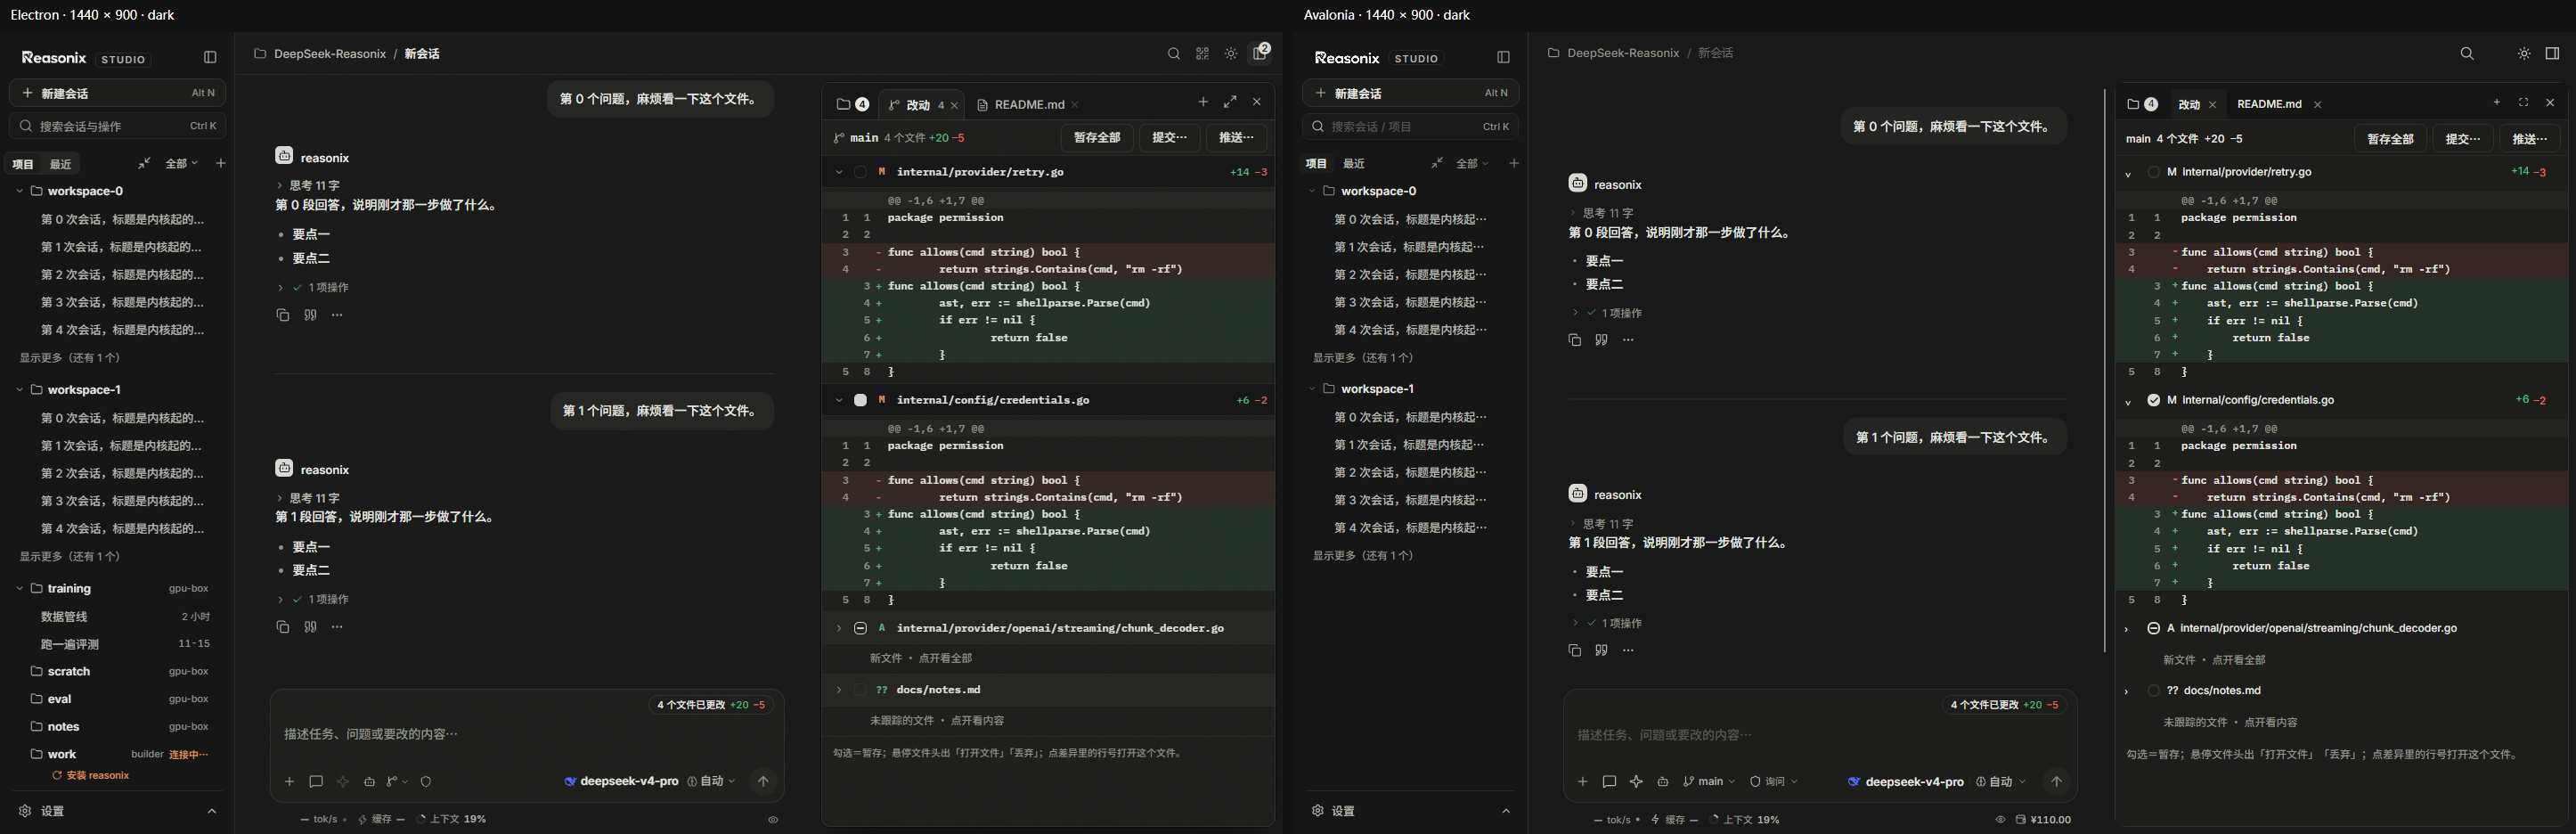 Electron · 1440 × 900 · dark
Reasonix STUDIO
新建会话 Alt N
搜索会话与操作 Ctrl K
项目 最近 全部
workspace-0
第 0 次会话，标题是内核起的...
第 1 次会话，标题是内核起的...
第 2 次会话，标题是内核起的...
第 3 次会话，标题是内核起的...
第 4 次会话，标题是内核起的...
显示更多（还有 1 个）
workspace-1
第 0 次会话，标题是内核起的...
第 1 次会话，标题是内核起的...
第 2 次会话，标题是内核起的...
第 3 次会话，标题是内核起的...
第 4 次会话，标题是内核起的...
显示更多（还有 1 个）
training gpu-box
数据管线 2 小时
跑一遍评测 11-15
scratch gpu-box
eval gpu-box
notes gpu-box
work builder 连接中···
安装 reasonix
设置
DeepSeek-Reasonix / 新会话
2
第 0 个问题，麻烦看一下这个文件。
reasonix
思考 11 字
第 0 段回答，说明刚才那一步做了什么。
• 要点一
• 要点二
1 项操作
第 1 个问题，麻烦看一下这个文件。
reasonix
思考 11 字
第 1 段回答，说明刚才那一步做了什么。
• 要点一
• 要点二
1 项操作
4 个文件已更改 +20 −5
描述任务、问题或要改的内容···
deepseek-v4-pro 自动
— tok/s • 缓存 — 上下文 19%
4 改动 4 × README.md ×
main 4 个文件 +20 −5 暂存全部 提交··· 推送···
M internal/provider/retry.go +14 −3
@@ -1,6 +1,7 @@
1 1 package permission
2 2
3 - func allows(cmd string) bool {
4 - return strings.Contains(cmd, "rm -rf")
3 + func allows(cmd string) bool {
4 + ast, err := shellparse.Parse(cmd)
5 + if err != nil {
6 + return false
7 + }
5 8 }
M internal/config/credentials.go +6 −2
@@ -1,6 +1,7 @@
1 1 package permission
2 2
3 - func allows(cmd string) bool {
4 - return strings.Contains(cmd, "rm -rf")
3 + func allows(cmd string) bool {
4 + ast, err := shellparse.Parse(cmd)
5 + if err != nil {
6 + return false
7 + }
5 8 }
A internal/provider/openai/streaming/chunk_decoder.go
新文件 • 点开看全部
?? docs/notes.md
未跟踪的文件 • 点开看内容
勾选＝暂存；悬停文件头出「打开文件」「丢弃」；点差异里的行号打开这个文件。
Avalonia · 1440 × 900 · dark
Reasonix STUDIO
新建会话 Alt N
搜索会话 / 项目 Ctrl K
项目 最近 全部
workspace-0
第 0 次会话，标题是内核起···
第 1 次会话，标题是内核起···
第 2 次会话，标题是内核起···
第 3 次会话，标题是内核起···
第 4 次会话，标题是内核起···
显示更多（还有 1 个）
workspace-1
第 0 次会话，标题是内核起···
第 1 次会话，标题是内核起···
第 2 次会话，标题是内核起···
第 3 次会话，标题是内核起···
第 4 次会话，标题是内核起···
显示更多（还有 1 个）
设置
DeepSeek-Reasonix / 新会话
第 0 个问题，麻烦看一下这个文件。
reasonix
思考 11 字
第 0 段回答，说明刚才那一步做了什么。
• 要点一
• 要点二
1 项操作
第 1 个问题，麻烦看一下这个文件。
reasonix
思考 11 字
第 1 段回答，说明刚才那一步做了什么。
• 要点一
• 要点二
1 项操作
4 个文件已更改 +20 −5
描述任务、问题或要改的内容···
main 询问 deepseek-v4-pro 自动
— tok/s • 缓存 — 上下文 19% ¥110.00
4 改动 × README.md ×
main 4 个文件 +20 −5 暂存全部 提交··· 推送···
M internal/provider/retry.go +14 −3
@@ -1,6 +1,7 @@
1 1 package permission
2 2
3 - func allows(cmd string) bool {
4 - return strings.Contains(cmd, "rm -rf")
3 + func allows(cmd string) bool {
4 + ast, err := shellparse.Parse(cmd)
5 + if err != nil {
6 + return false
7 + }
5 8 }
M internal/config/credentials.go +6 −2
@@ -1,6 +1,7 @@
1 1 package permission
2 2
3 - func allows(cmd string) bool {
4 - return strings.Contains(cmd, "rm -rf")
3 + func allows(cmd string) bool {
4 + ast, err := shellparse.Parse(cmd)
5 + if err != nil {
6 + return false
7 + }
5 8 }
A internal/provider/openai/streaming/chunk_decoder.go
新文件 • 点开看全部
?? docs/notes.md
未跟踪的文件 • 点开看内容
勾选＝暂存；悬停文件头出「打开文件」「丢弃」；点差异里的行号打开这个文件。